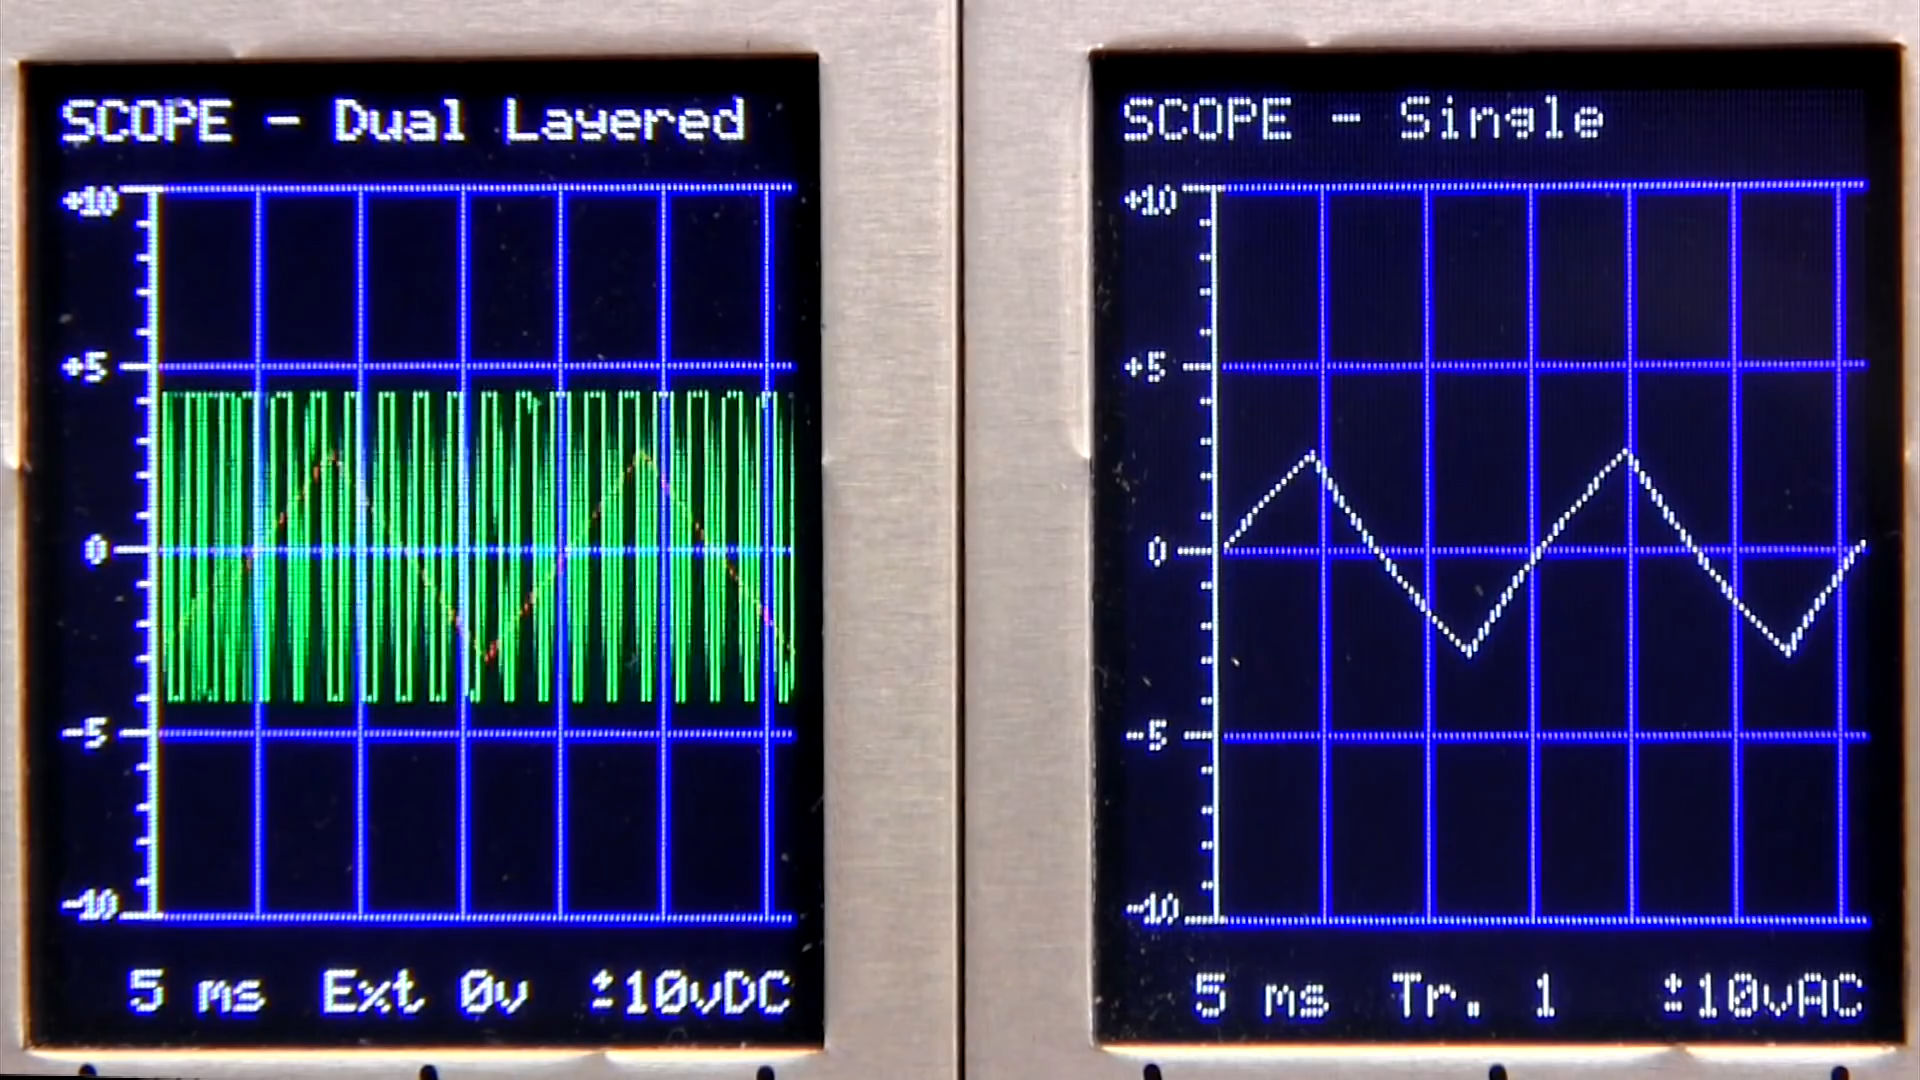 SCOPE - Dual Layered
+10
+5
0
-5
-10
5 ms Ext 0v ±10vDC
SCOPE - Single
+10
+5
0
-5
-10
5 ms Tr. 1 ±10vAC